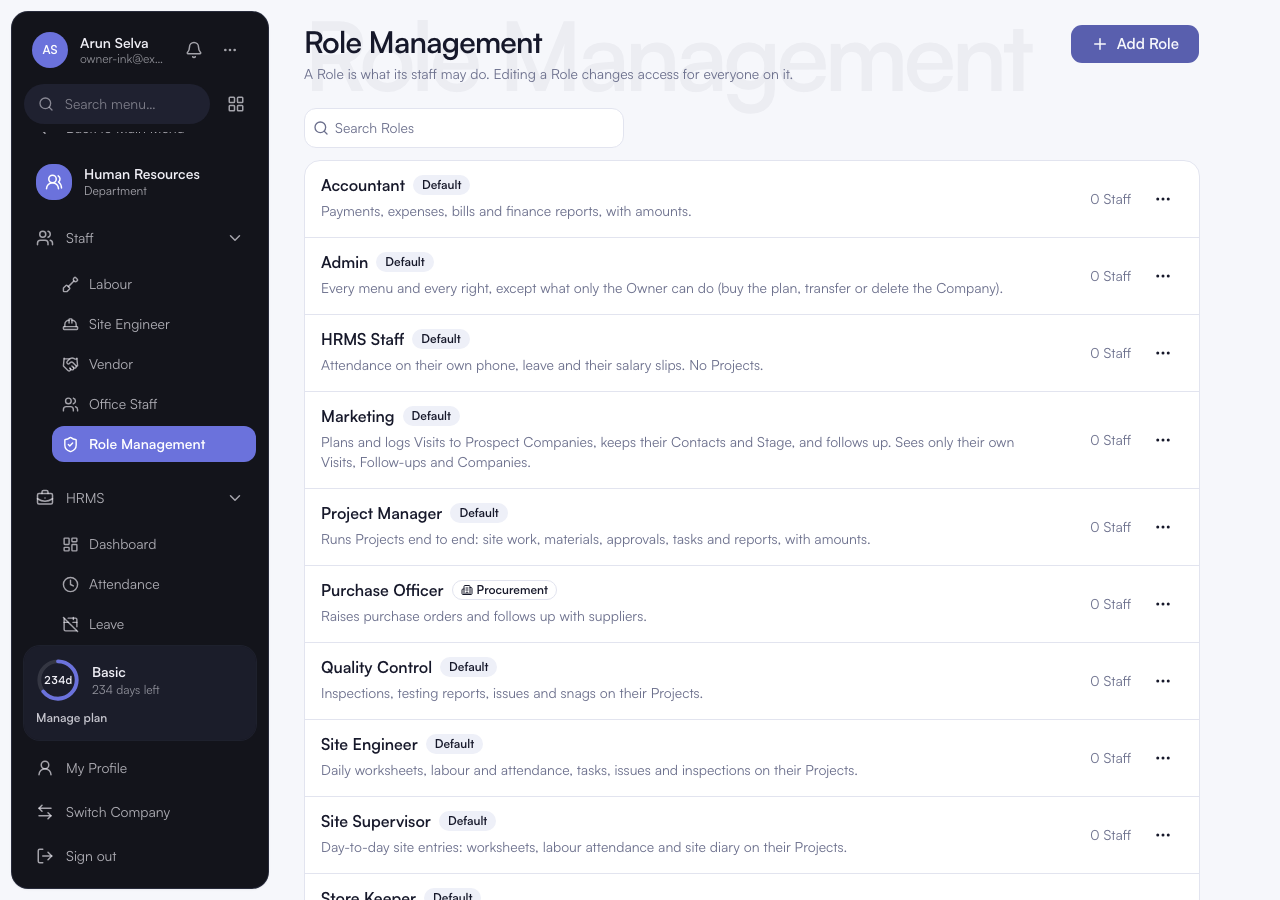 Role Management
AS
Arun Selva
owner-ink@ex...
Search menu...
Back to Main Menu
Human Resources
Department
Staff
Labour
Site Engineer
Vendor
Office Staff
Role Management
HRMS
Dashboard
Attendance
Leave
234d
Basic
234 days left
Manage plan
My Profile
Switch Company
Sign out
Role Management
Add Role
A Role is what its staff may do. Editing a Role changes access for everyone on it.
Search Roles
Accountant Default
Payments, expenses, bills and finance reports, with amounts.
0 Staff
Admin Default
Every menu and every right, except what only the Owner can do (buy the plan, transfer or delete the Company).
0 Staff
HRMS Staff Default
Attendance on their own phone, leave and their salary slips. No Projects.
0 Staff
Marketing Default
Plans and logs Visits to Prospect Companies, keeps their Contacts and Stage, and follows up. Sees only their own
Visits, Follow-ups and Companies.
0 Staff
Project Manager Default
Runs Projects end to end: site work, materials, approvals, tasks and reports, with amounts.
0 Staff
Purchase Officer Procurement
Raises purchase orders and follows up with suppliers.
0 Staff
Quality Control Default
Inspections, testing reports, issues and snags on their Projects.
0 Staff
Site Engineer Default
Daily worksheets, labour and attendance, tasks, issues and inspections on their Projects.
0 Staff
Site Supervisor Default
Day-to-day site entries: worksheets, labour attendance and site diary on their Projects.
0 Staff
Store Keeper Default